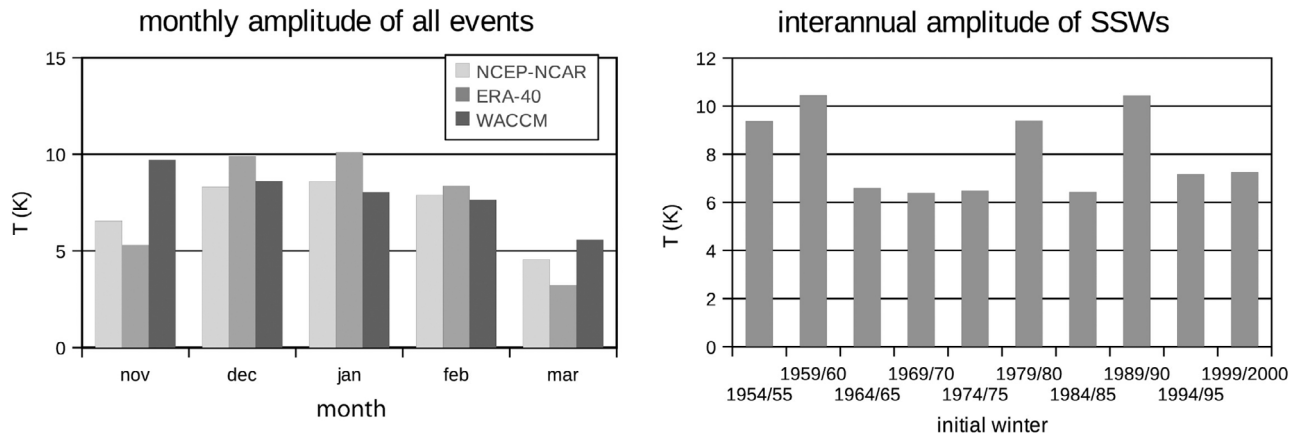 monthly amplitude of all events
15
10
5
0
T (K)
NCEP-NCAR
ERA-40
WACCM
nov dec jan feb mar
month
interannual amplitude of SSWs
12
10
8
6
4
2
0
T (K)
1959/60 1969/70 1979/80 1989/90 1999/2000
1954/55 1964/65 1974/75 1984/85 1994/95
initial winter